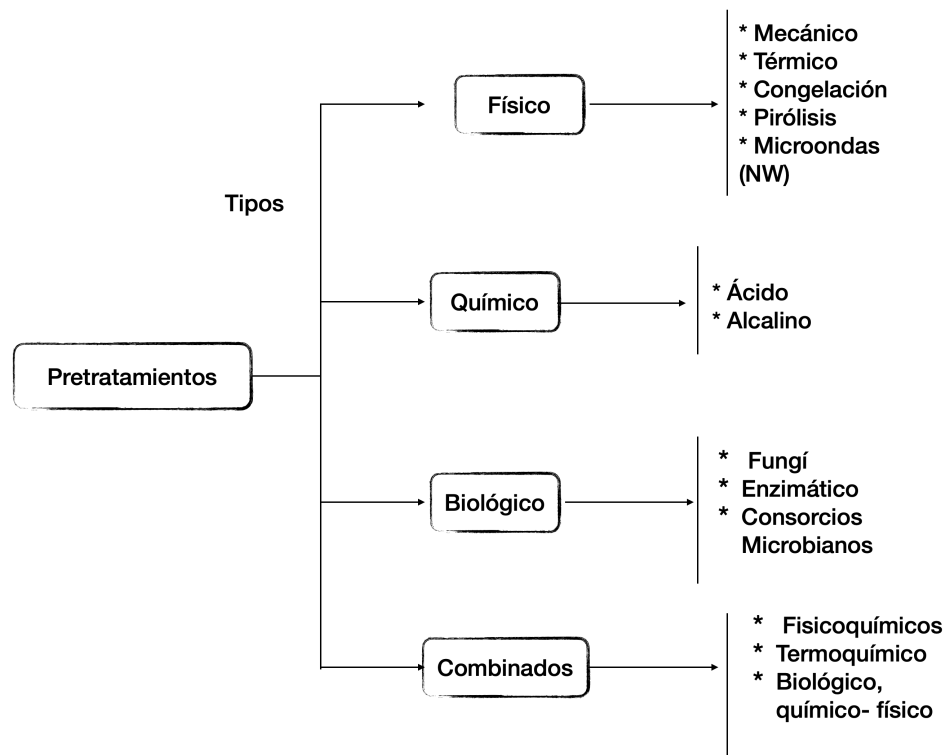 * Mecánico
* Térmico
* Congelación
* Pirólisis
* Microondas
(NW)
Físico
Tipos
Químico
* Ácido
* Alcalino
Pretratamientos
Biológico
* Fungí
* Enzimático
* Consorcios
Microbianos
Combinados
* Fisicoquímicos
* Termoquímico
* Biológico,
químico- físico